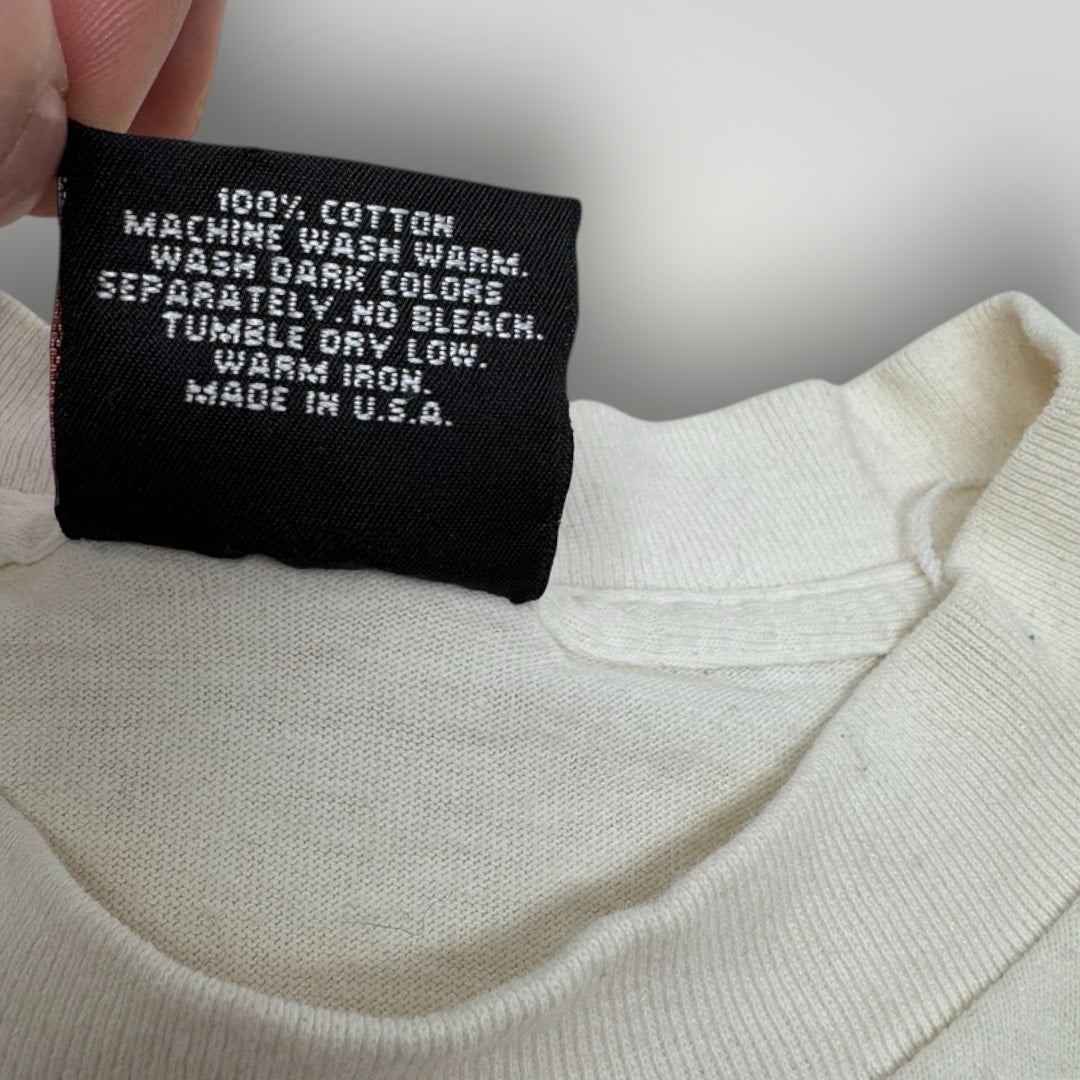 100% COTTON
MACHINE WASH WARM.
WASH DARK COLORS
SEPARATELY. NO BLEACH.
TUMBLE DRY LOW.
WARM IRON.
MADE IN U.S.A.